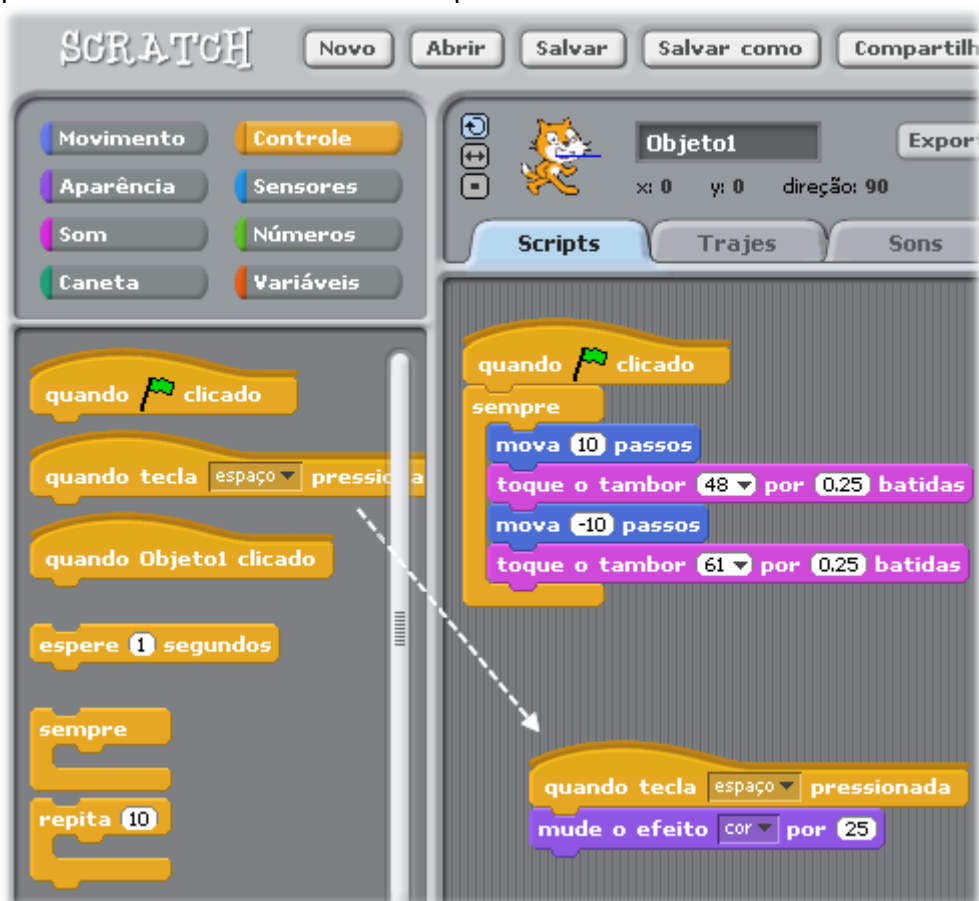 SCRATCH Novo Abrir Salvar Salvar como Compartilh
Movimento Controle
Aparência Sensores
Som Números
Caneta Variáveis
Objeto1 Expor
x: 0 y: 0 direção: 90
Scripts Trajes Sons
quando clicado
quando tecla espaço pression a
quando Objeto1 clicado
espere 1 segundos
sempre
repita 10
quando clicado
sempre
mova 10 passos
toque o tambor 48 por 0.25 batidas
mova -10 passos
toque o tambor 61 por 0.25 batidas
quando tecla espaço pressionada
mude o efeito cor por 25